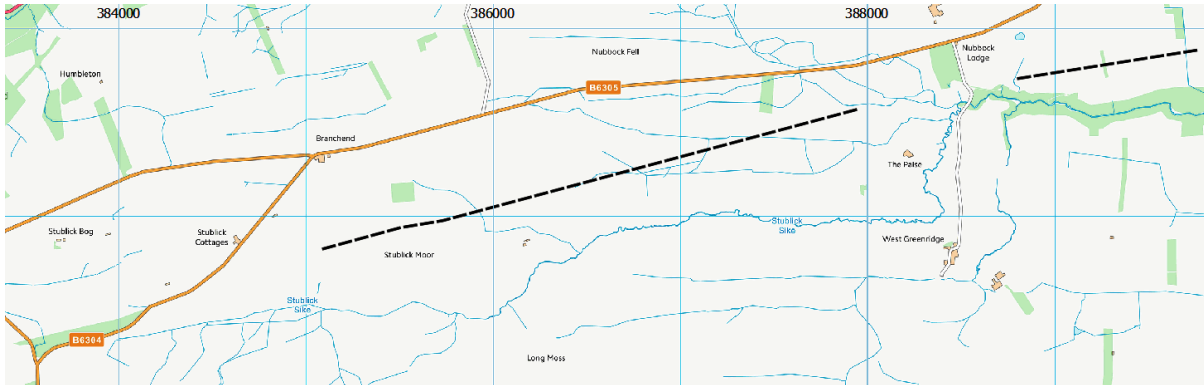 384000
386000
388000
Nubbock Fell
Nubbock
Lodge
Humbleton
B6305
Branchend
The Paise
Stublick Bog
Stublick
Cottages
Stublick
Sike
West Greenridge
Stublick Moor
Stublick
Sike
B6304
Long Moss